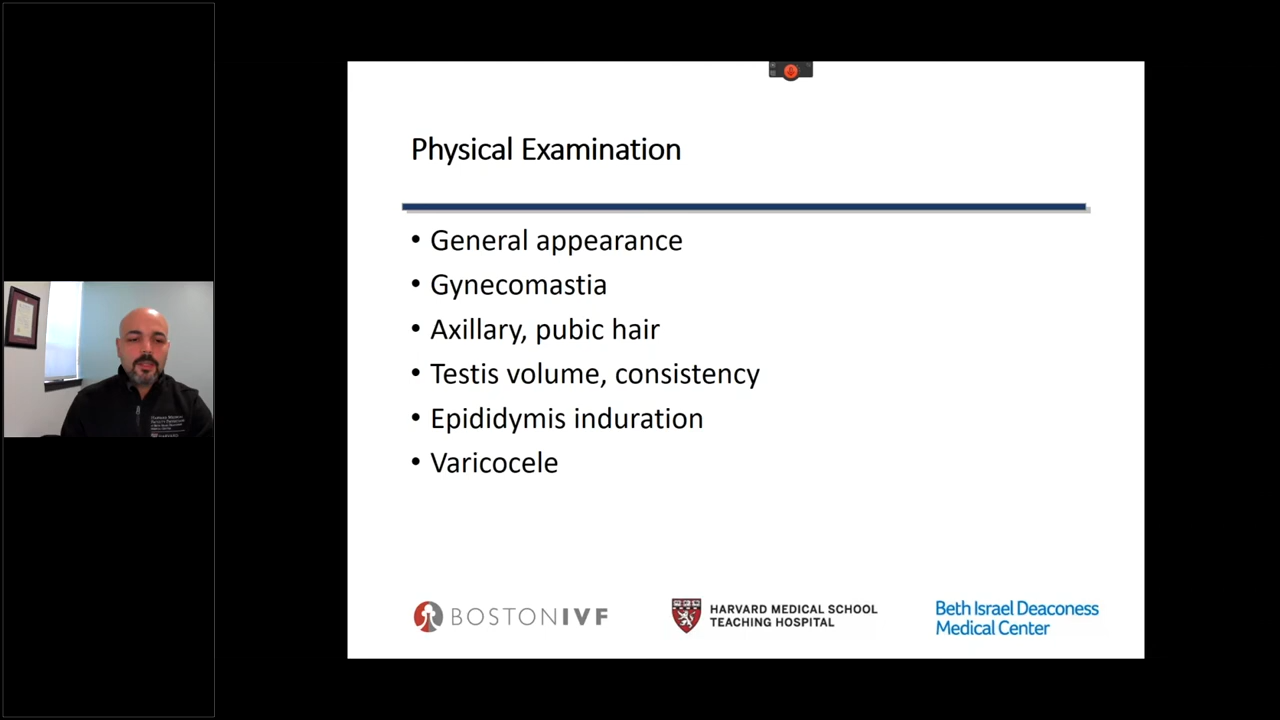 Physical Examination
• General appearance
• Gynecomastia
• Axillary, pubic hair
• Testis volume, consistency
• Epididymis induration
• Varicocele
BOSTONIVF
HARVARD MEDICAL SCHOOL
TEACHING HOSPITAL
Beth Israel Deaconess
Medical Center